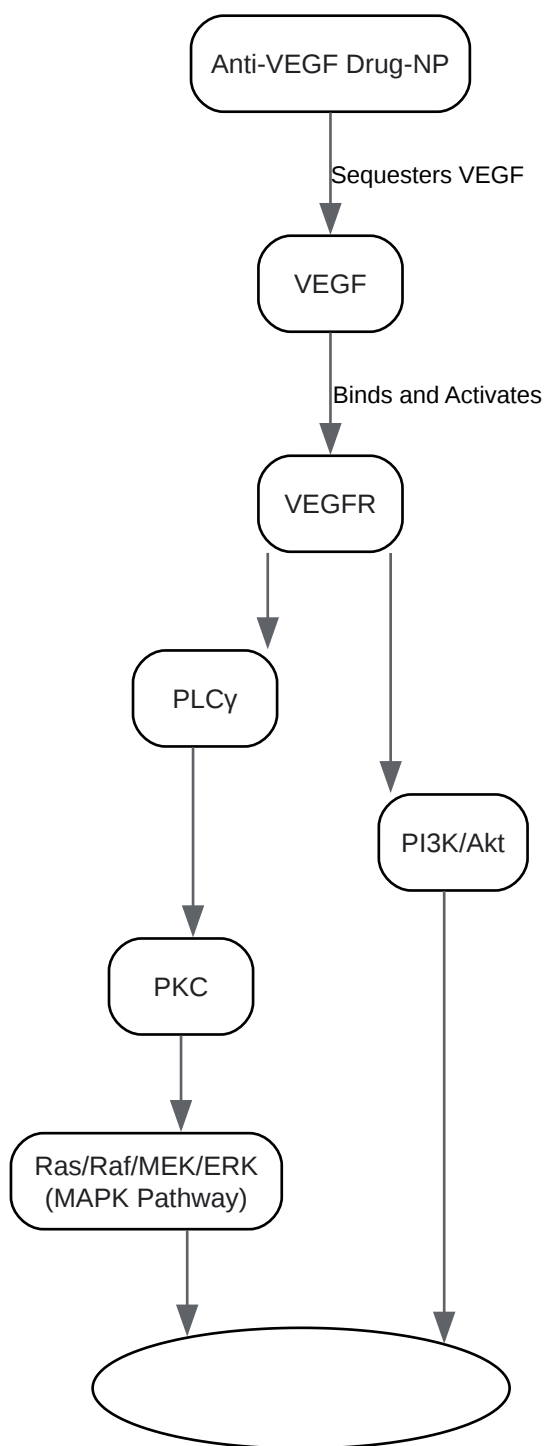 Anti-VEGF Drug-NP
Sequesters VEGF
VEGF
Binds and Activates
VEGFR
PLCγ
PI3K/Akt
PKC
Ras/Raf/MEK/ERK
(MAPK Pathway)